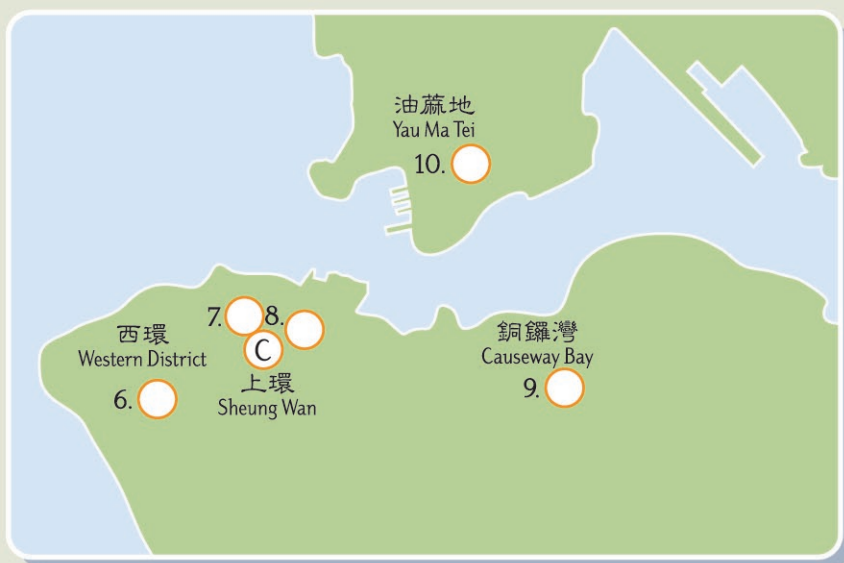 油蔴地
Yau Ma Tei
10.
7.
8.
西環
Western District
C
銅鑼灣
Causeway Bay
上環
Sheung Wan
6.
9.